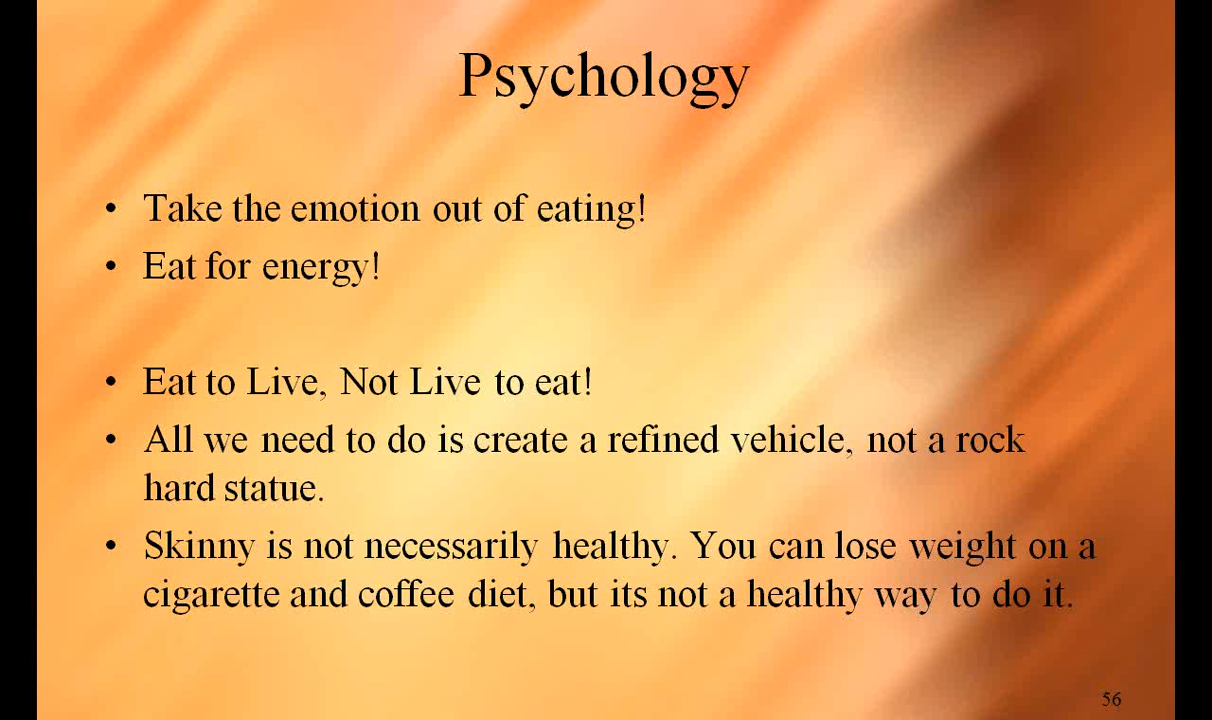 Psychology
• Take the emotion out of eating!
• Eat for energy!
• Eat to Live, Not Live to eat!
• All we need to do is create a refined vehicle, not a rock
hard statue.
• Skinny is not necessarily healthy. You can lose weight on a
cigarette and coffee diet, but its not a healthy way to do it.
56